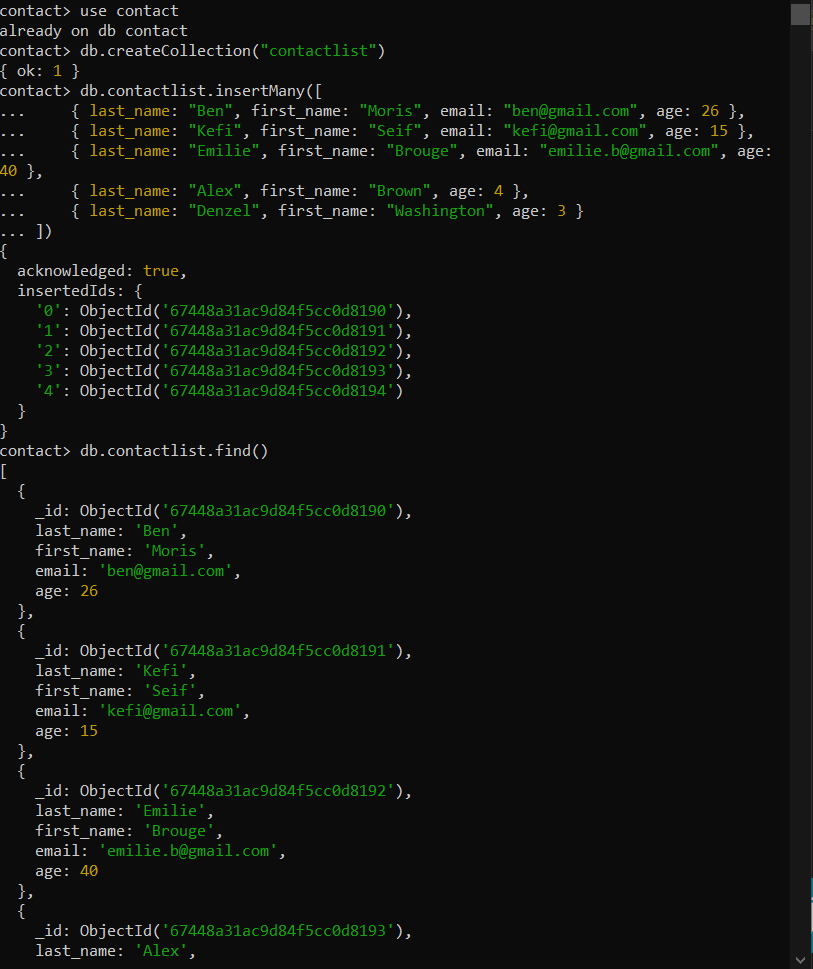 contact> use contact
already on db contact
contact> db.createCollection("contactlist")
{ ok: 1 }
contact> db.contactlist.insertMany([
...     { last_name: "Ben", first_name: "Moris", email: "ben@gmail.com", age: 26 },
...     { last_name: "Kefi", first_name: "Seif", email: "kefi@gmail.com", age: 15 },
...     { last_name: "Emilie", first_name: "Brouge", email: "emilie.b@gmail.com", age:
40 },
...     { last_name: "Alex", first_name: "Brown", age: 4 },
...     { last_name: "Denzel", first_name: "Washington", age: 3 }
... ])
{
  acknowledged: true,
  insertedIds: {
    '0': ObjectId('67448a31ac9d84f5cc0d8190'),
    '1': ObjectId('67448a31ac9d84f5cc0d8191'),
    '2': ObjectId('67448a31ac9d84f5cc0d8192'),
    '3': ObjectId('67448a31ac9d84f5cc0d8193'),
    '4': ObjectId('67448a31ac9d84f5cc0d8194')
  }
}
contact> db.contactlist.find()
[
  {
    _id: ObjectId('67448a31ac9d84f5cc0d8190'),
    last_name: 'Ben',
    first_name: 'Moris',
    email: 'ben@gmail.com',
    age: 26
  },
  {
    _id: ObjectId('67448a31ac9d84f5cc0d8191'),
    last_name: 'Kefi',
    first_name: 'Seif',
    email: 'kefi@gmail.com',
    age: 15
  },
  {
    _id: ObjectId('67448a31ac9d84f5cc0d8192'),
    last_name: 'Emilie',
    first_name: 'Brouge',
    email: 'emilie.b@gmail.com',
    age: 40
  },
  {
    _id: ObjectId('67448a31ac9d84f5cc0d8193'),
    last_name: 'Alex',